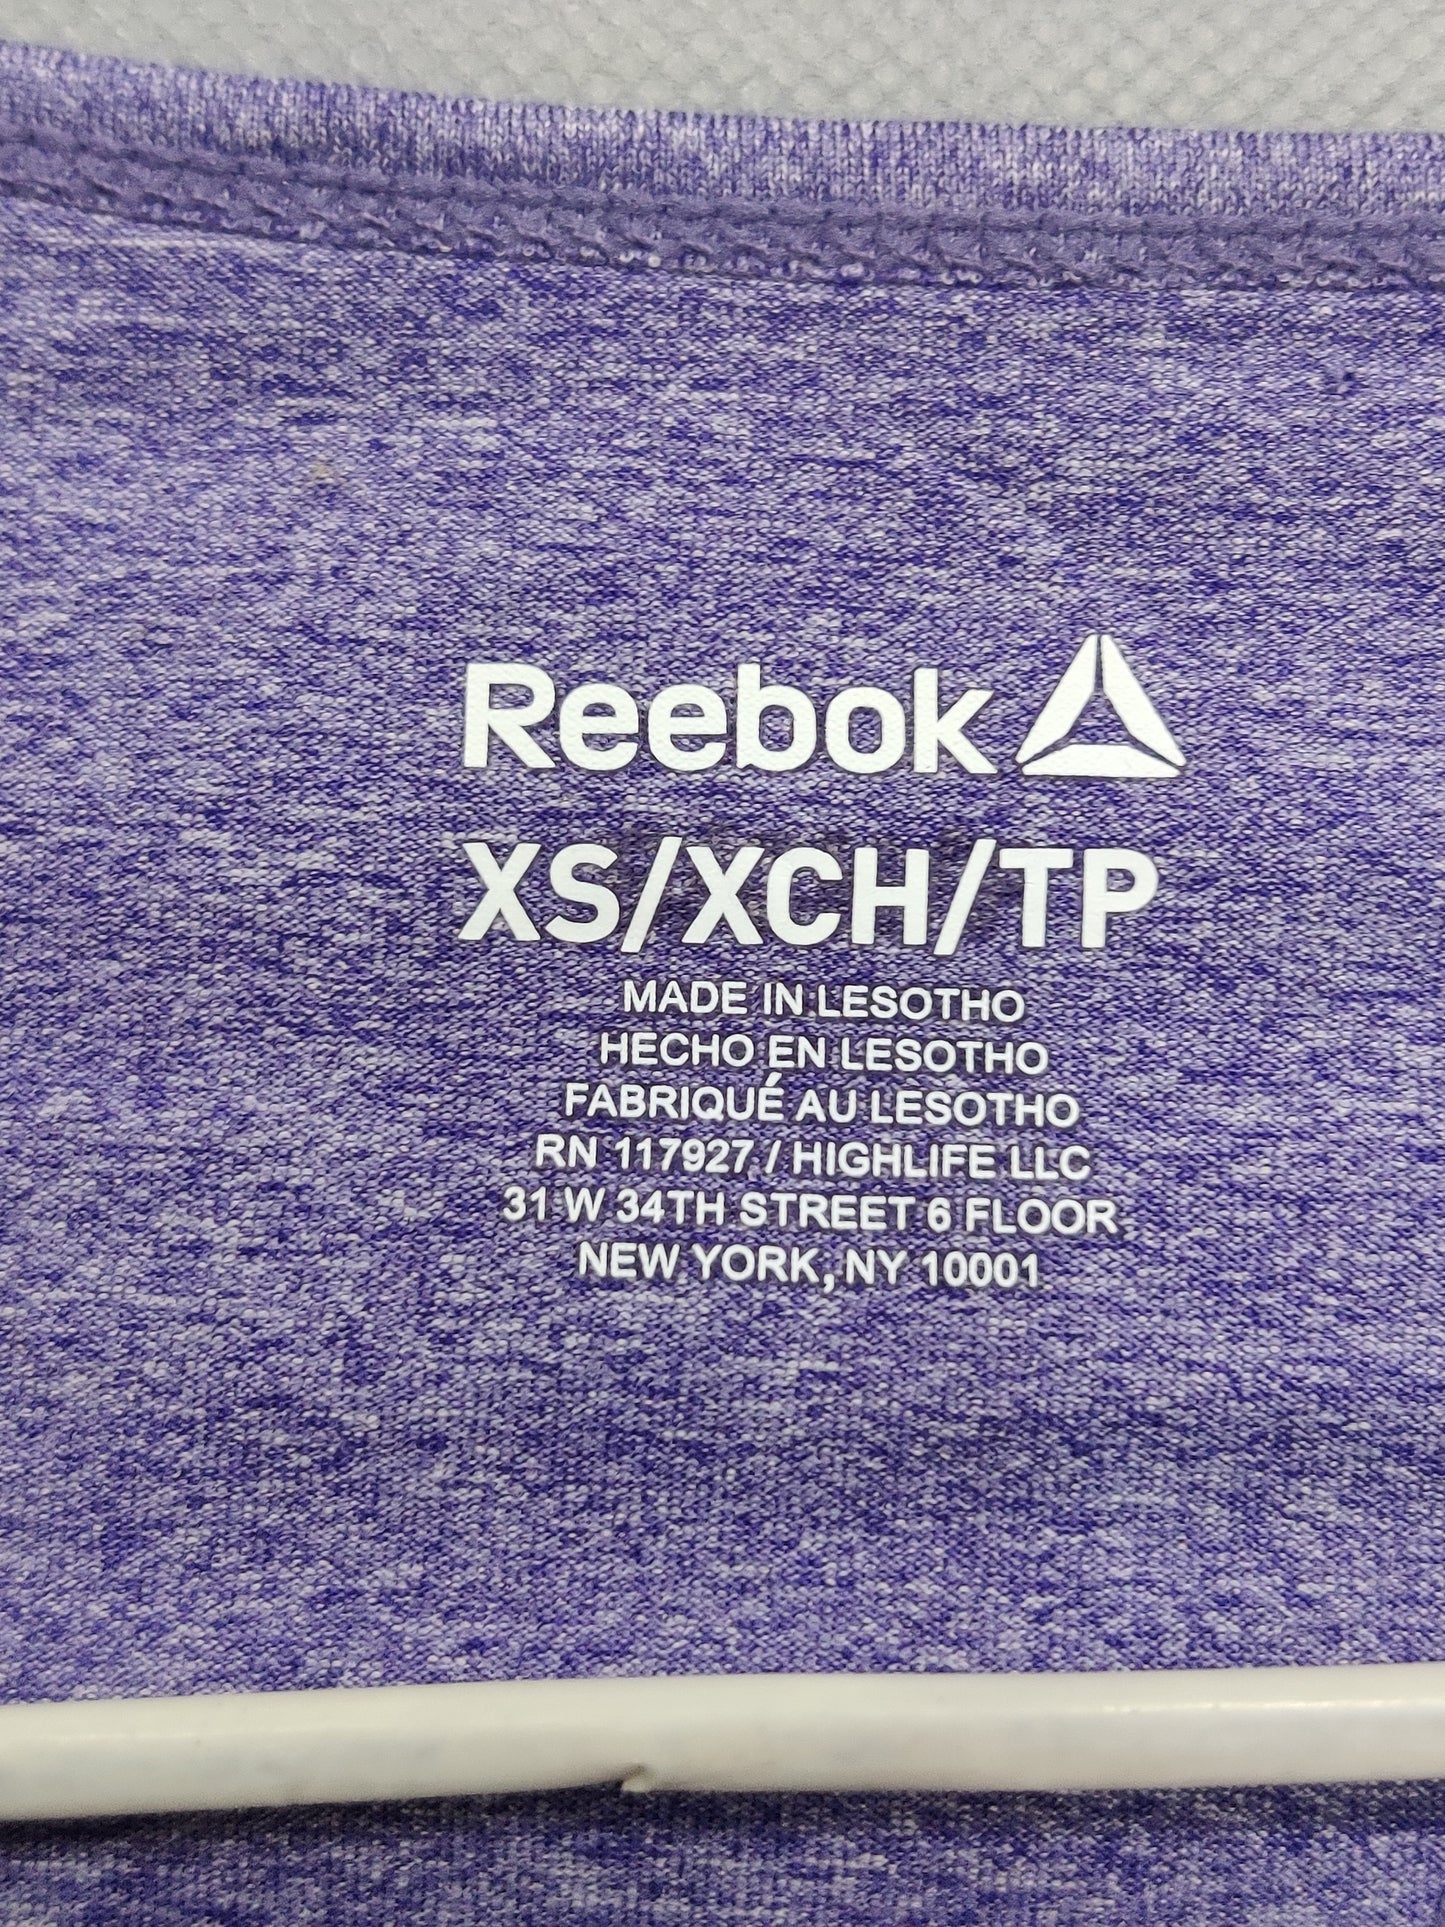 Reebok
XS/XCH/TP
MADE IN LESOTHO
HECHO EN LESOTHO
FABRIQUÉ AU LESOTHO
RN 117927 / HIGHLIFE LLC
31 W 34TH STREET 6 FLOOR
NEW YORK, NY 10001